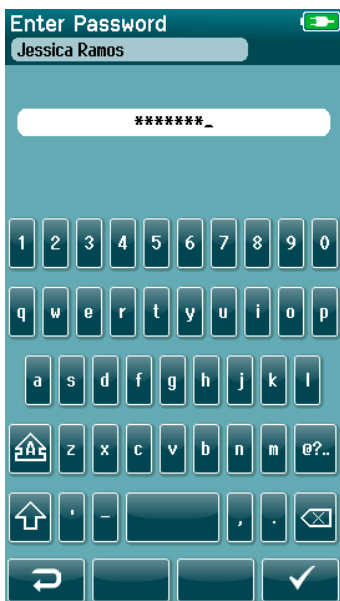 Enter Password
Jessica Ramos
*******_
1 2 3 4 5 6 7 8 9 0
q w e r t y u i o p
a s d f g h j k l
A z x c v b n m @?..
' - , .